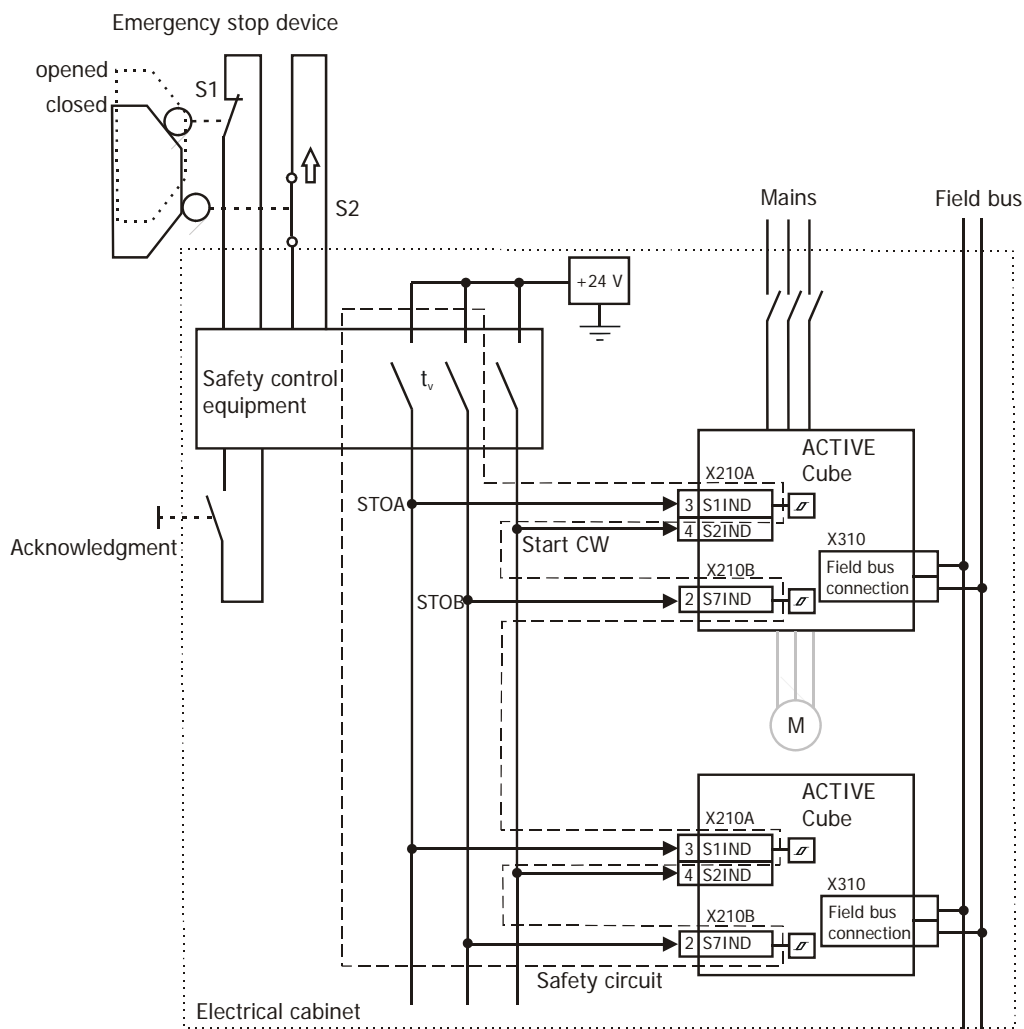 Emergency stop device
opened
closed
S1
S2
Mains
Field bus
+24 V
Safety control
equipment
tv
ACTIVE
Cube
X210A
STOA
3 S1IND
4 S2IND
Start CW
Acknowledgment
X310
Field bus
connection
X210B
STOB
2 S7IND
M
ACTIVE
Cube
X210A
3 S1IND
4 S2IND
X310
Field bus
connection
X210B
2 S7IND
Safety circuit
Electrical cabinet